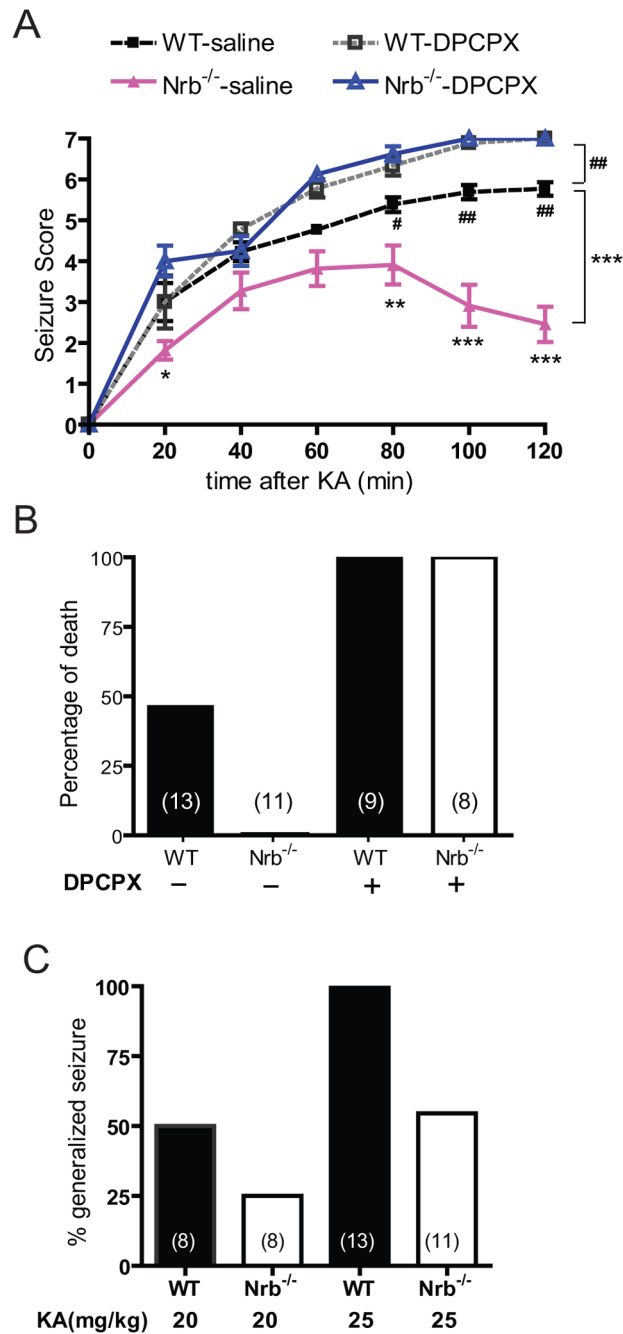 A
WT-saline WT-DPCPX
Nrb-/--saline Nrb-/--DPCPX
7
6
5
4
3
2
1
0
Seizure Score
##
***
# ## ##
* ** *** ***
0 20 40 60 80 100 120
time after KA (min)
B
100
75
50
25
0
Percentage of death
(13) (11) (9) (8)
WT Nrb-/- WT Nrb-/-
DPCPX − − + +
C
100
75
50
25
0
% generalized seizure
(8) (8) (13) (11)
WT Nrb-/- WT Nrb-/-
KA(mg/kg) 20 20 25 25